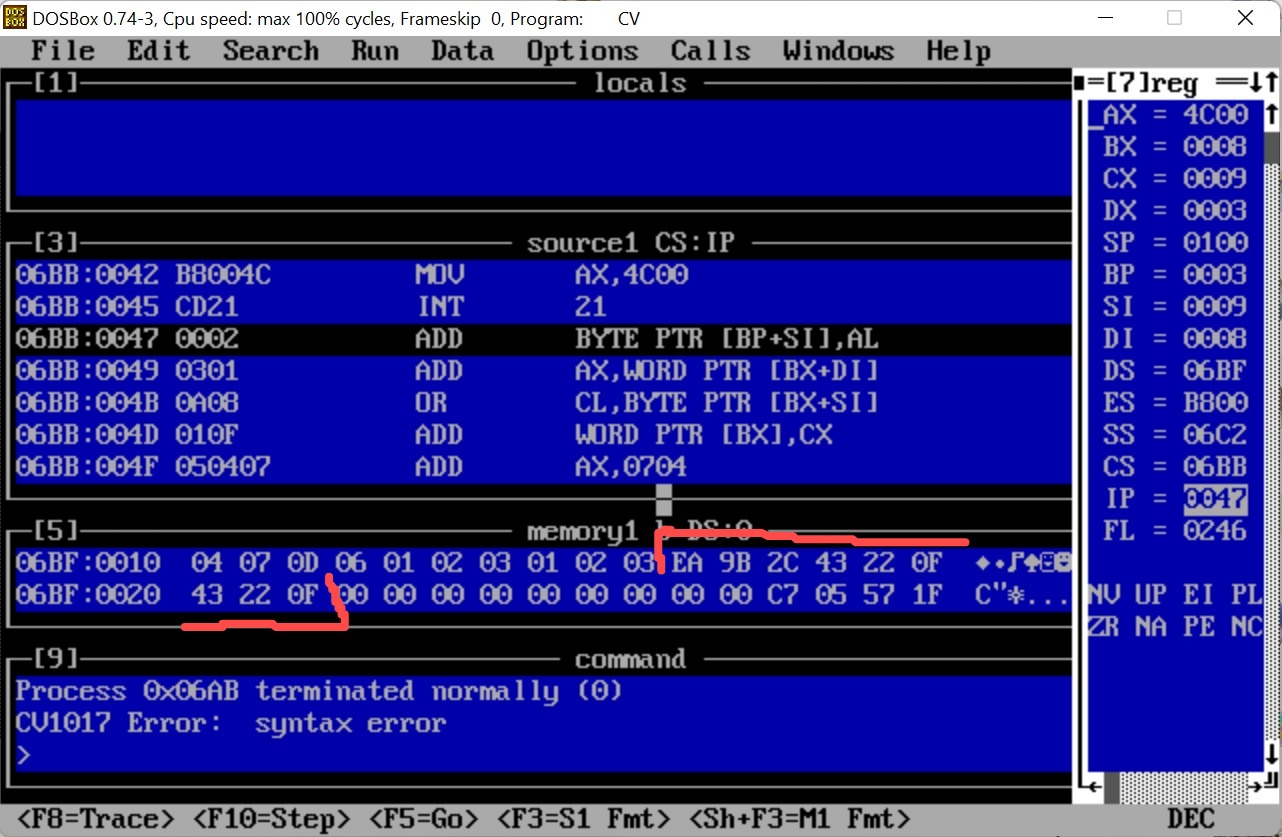 DOSBox 0.74-3, Cpu speed: max 100% cycles, Frameskip 0, Program: CV
File Edit Search Run Data Options Calls Windows Help
[1] locals
[3] source1 CS:IP
06BB:0042 B8004C MOV AX,4C00
06BB:0045 CD21 INT 21
06BB:0047 0002 ADD BYTE PTR [BP+SI],AL
06BB:0049 0301 ADD AX,WORD PTR [BX+DI]
06BB:004B 0A08 OR CL,BYTE PTR [BX+SI]
06BB:004D 010F ADD WORD PTR [BX],CX
06BB:004F 050407 ADD AX,0704
[5] memory1 b DS:0
06BF:0010 04 07 0D 06 01 02 03 01 02 03 EA 9B 2C 43 22 0F ♦•♪♠☺☻
06BF:0020 43 22 0F 00 00 00 00 00 00 00 00 00 C7 05 57 1F C"☼...
[9] command
Process 0x06AB terminated normally (0)
CV1017 Error: syntax error
>
[7]reg
AX = 4C00
BX = 0008
CX = 0009
DX = 0003
SP = 0100
BP = 0003
SI = 0009
DI = 0008
DS = 06BF
ES = B800
SS = 06C2
CS = 06BB
IP = 0047
FL = 0246
NV UP EI PL
ZR NA PE NC
<F8=Trace> <F10=Step> <F5=Go> <F3=S1 Fmt> <Sh+F3=M1 Fmt> DEC